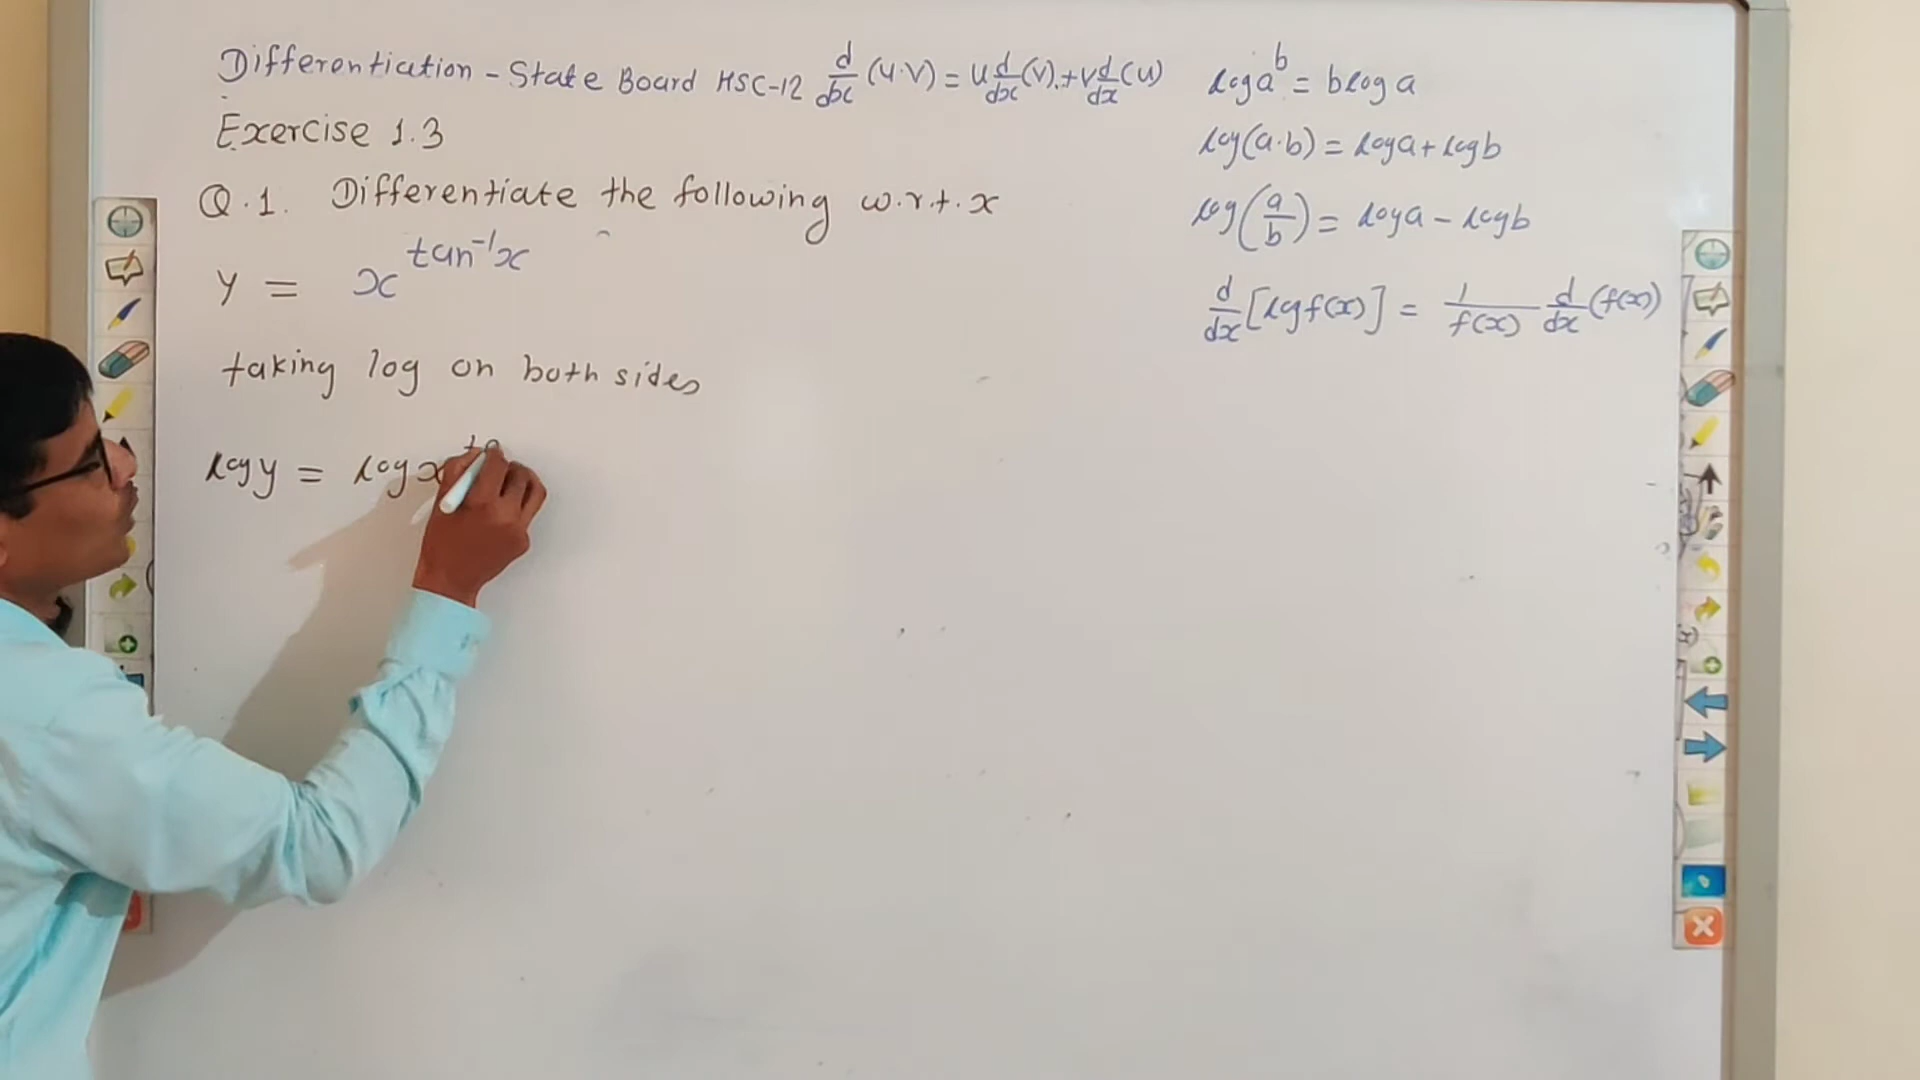 Differentiation - State Board HSC-12 d/dx (u.v) = u d/dx (v) + v d/dx (u)
Exercise 1.3
Q.1. Differentiate the following w.r.t. x
y = x^tan⁻¹x
taking log on both sides
log y = log x^ta
log a^b = b log a
log(a·b) = log a + log b
log(a/b) = log a - log b
d/dx [log f(x)] = 1/f(x) d/dx (f(x))